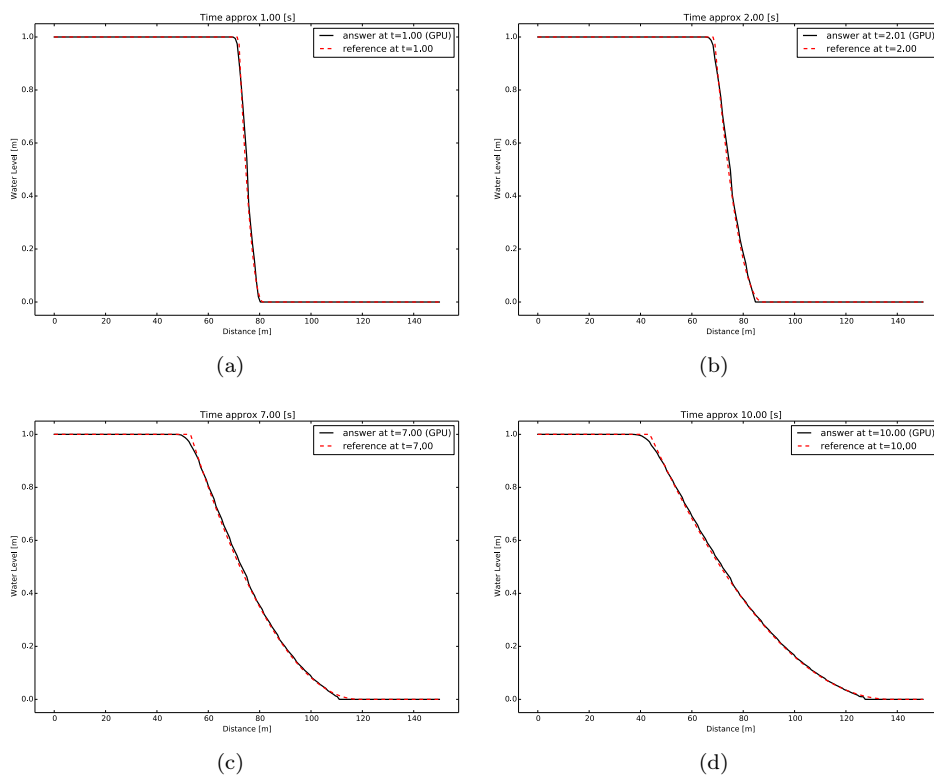 Time approx 1.00 [s]
answer at t=1.00 (GPU)
reference at t=1.00
1.0
0.8
0.6
0.4
0.2
0.0
Water Level [m]
0 20 40 60 80 100 120 140
Distance [m]
(a)
Time approx 2.00 [s]
answer at t=2.01 (GPU)
reference at t=2.00
1.0
0.8
0.6
0.4
0.2
0.0
Water Level [m]
0 20 40 60 80 100 120 140
Distance [m]
(b)
Time approx 7.00 [s]
answer at t=7.00 (GPU)
reference at t=7.00
1.0
0.8
0.6
0.4
0.2
0.0
Water Level [m]
0 20 40 60 80 100 120 140
Distance [m]
(c)
Time approx 10.00 [s]
answer at t=10.00 (GPU)
reference at t=10.00
1.0
0.8
0.6
0.4
0.2
0.0
Water Level [m]
0 20 40 60 80 100 120 140
Distance [m]
(d)